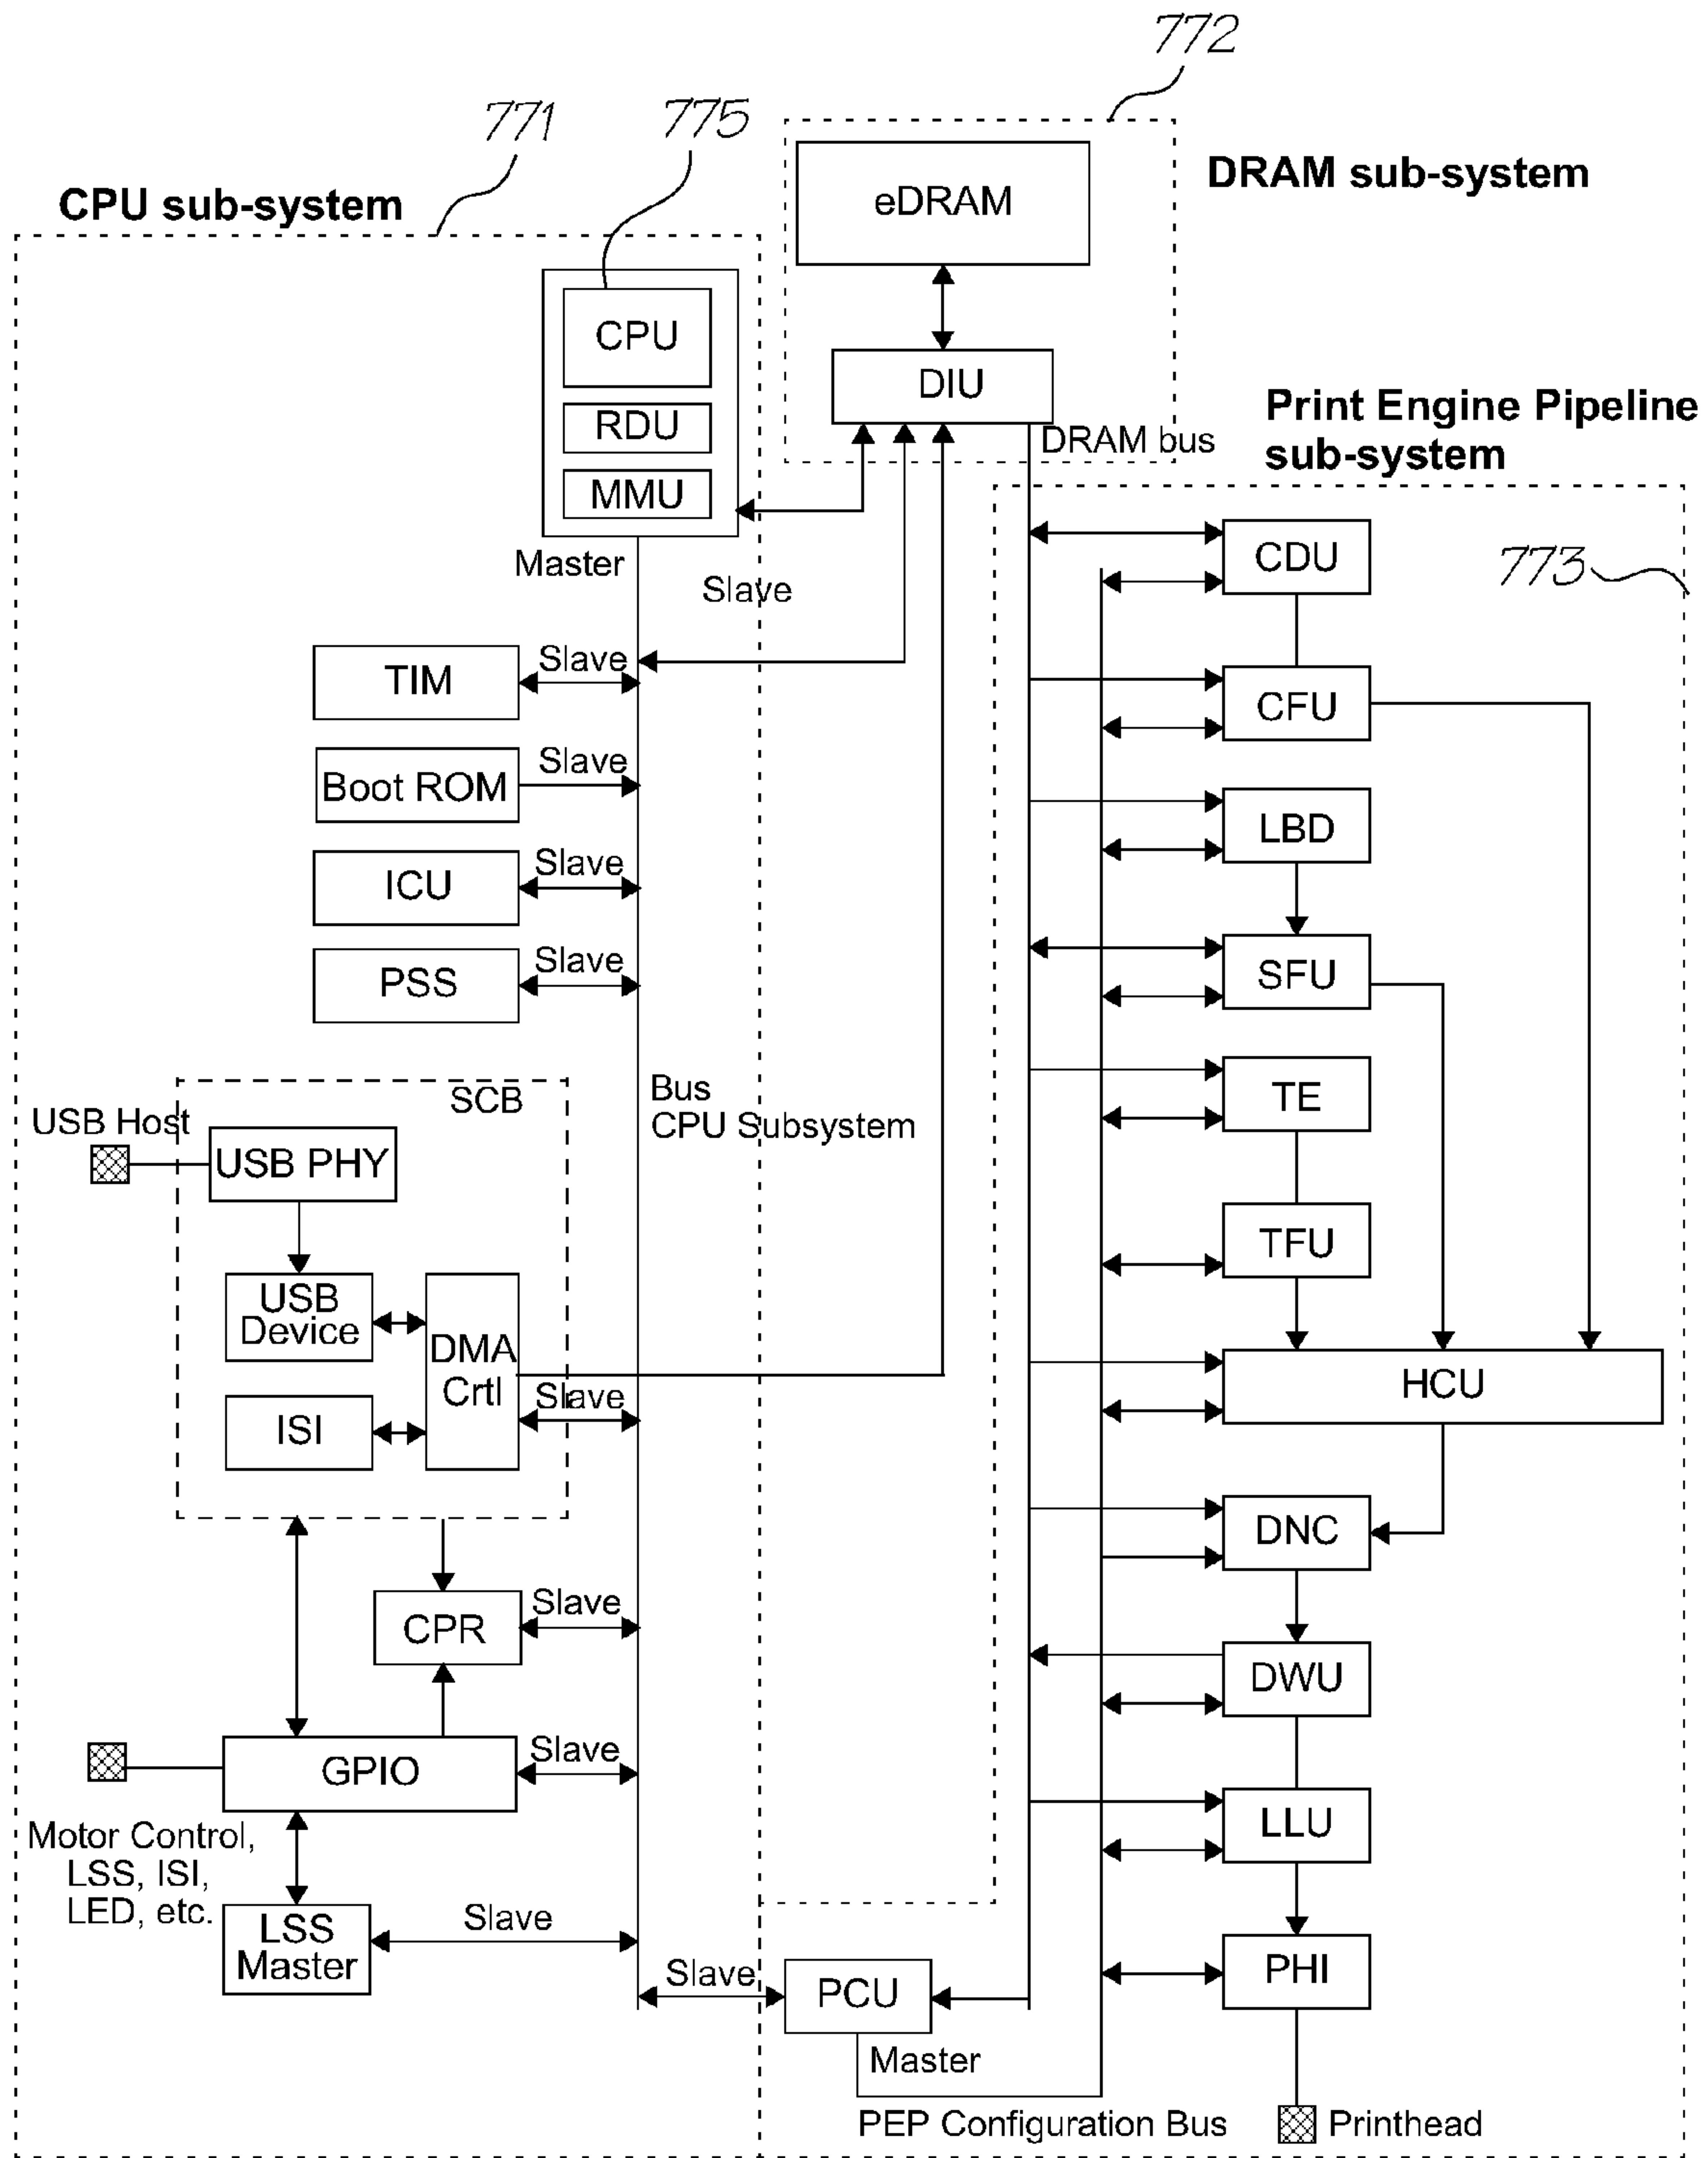 772
771
775
DRAM sub-system
CPU sub-system
eDRAM
CPU
DIU
RDU
DRAM bus
MMU
Print Engine Pipeline
sub-system
Master
Slave
773
CDU
TIM
Slave
CFU
Boot ROM
Slave
LBD
ICU
Slave
PSS
Slave
SFU
SCB
Bus
CPU Subsystem
TE
USB Host
USB PHY
TFU
USB
Device
DMA
Crtl
Slave
HCU
ISI
DNC
CPR
Slave
DWU
GPIO
Slave
Motor Control,
LSS, ISI,
LED, etc.
LLU
LSS
Master
Slave
PHI
Slave
PCU
Master
PEP Configuration Bus
Printhead